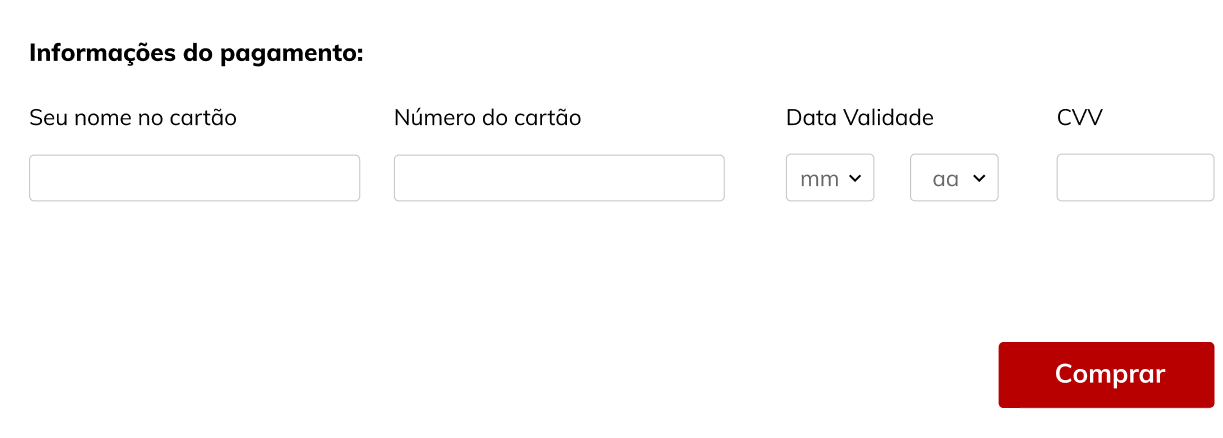 Informações do pagamento:
Seu nome no cartão Número do cartão Data Validade CVV
mm aa
Comprar